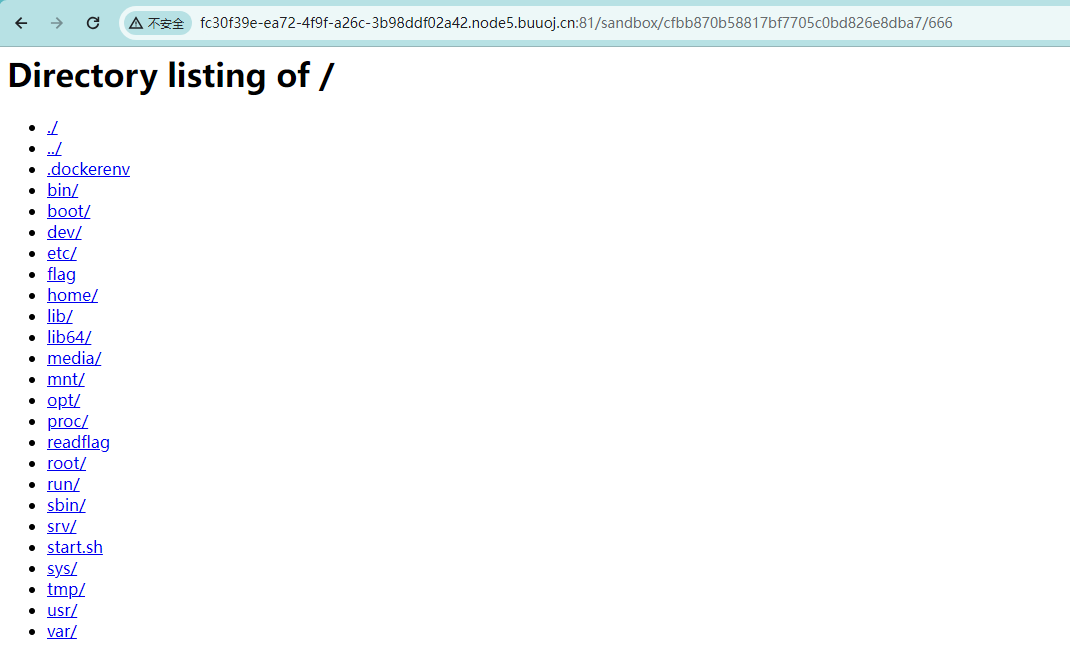 不安全 fc30f39e-ea72-4f9f-a26c-3b98ddf02a42.node5.buuoj.cn:81/sandbox/cfbb870b58817bf7705c0bd826e8dba7/666
Directory listing of /
./
../
.dockerenv
bin/
boot/
dev/
etc/
flag
home/
lib/
lib64/
media/
mnt/
opt/
proc/
readflag
root/
run/
sbin/
srv/
start.sh
sys/
tmp/
usr/
var/